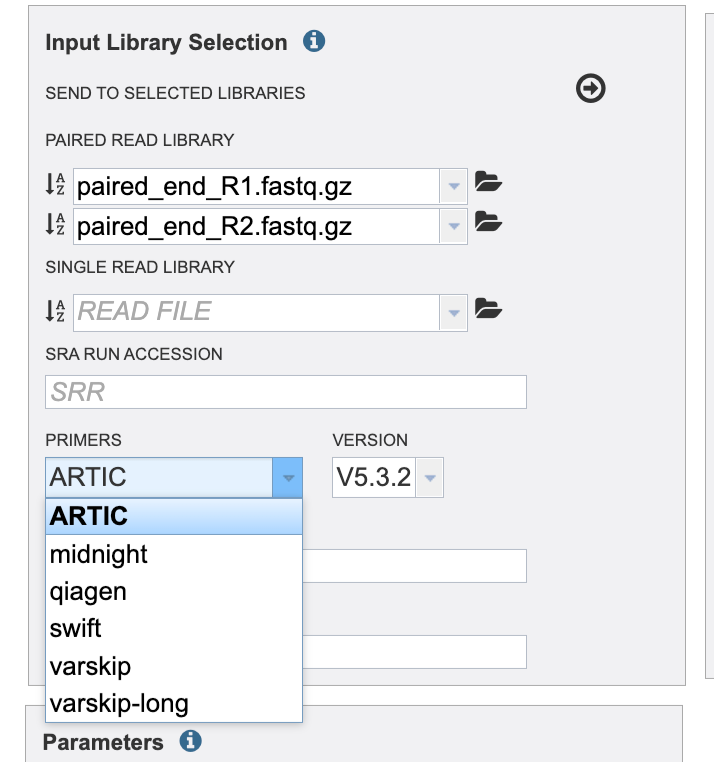 Input Library Selection
SEND TO SELECTED LIBRARIES
PAIRED READ LIBRARY
paired_end_R1.fastq.gz
paired_end_R2.fastq.gz
SINGLE READ LIBRARY
READ FILE
SRA RUN ACCESSION
SRR
PRIMERS VERSION
ARTIC V5.3.2
ARTIC
midnight
qiagen
swift
varskip
varskip-long
Parameters